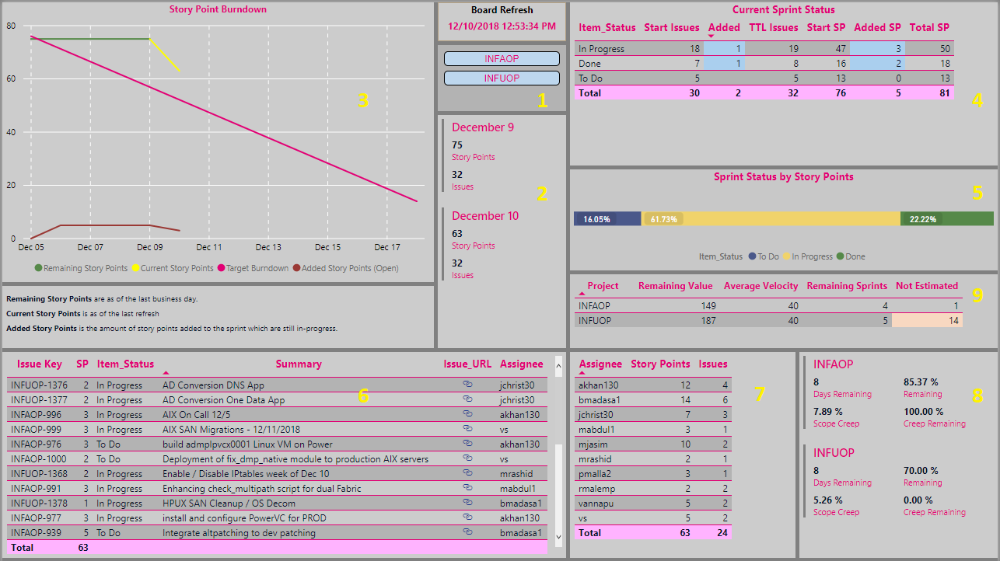 Story Point Burndown
80
60
40
20
0
Dec 05 Dec 07 Dec 09 Dec 11 Dec 13 Dec 15 Dec 17
Remaining Story Points Current Story Points Target Burndown Added Story Points (Open)
3
Remaining Story Points are as of the last business day.
Current Story Points is as of the last refresh
Added Story Points is the amount of story points added to the sprint which are still in-progress.
Board Refresh
12/10/2018 12:53:34 PM
INFAOP
INFUOP
1
December 9
75
Story Points
32
Issues
2
December 10
63
Story Points
32
Issues
Current Sprint Status
Item_Status Start Issues Added TTL Issues Start SP Added SP Total SP
In Progress 18 1 19 47 3 50
Done 7 1 8 16 2 18
To Do 5 5 13 0 13
Total 30 2 32 76 5 81
4
Sprint Status by Story Points
5
16.05% 61.73% 22.22%
Item_Status To Do In Progress Done
Project Remaining Value Average Velocity Remaining Sprints Not Estimated
INFAOP 149 40 4 1
INFUOP 187 40 5 14
9
Issue Key SP Item_Status Summary Issue_URL Assignee
INFUOP-1376 2 In Progress AD Conversion DNS App jchrist30
INFUOP-1377 2 In Progress AD Conversion One Data App jchrist30
INFAOP-996 3 In Progress AIX On Call 12/5 akhan130
INFAOP-999 3 In Progress AIX SAN Migrations - 12/11/2018 vs
INFAOP-976 3 To Do build admplpvcx0001 Linux VM on Power akhan130
INFAOP-1000 2 To Do Deployment of fix_dmp_native module to production AIX servers vs
INFUOP-1368 2 In Progress Enable / Disable IPtables week of Dec 10 mrashid
INFAOP-991 3 In Progress Enhancing check_multipath script for dual Fabric mabdul1
INFUOP-1378 1 In Progress HPUX SAN Cleanup / OS Decom bmadasa1
INFAOP-977 3 In Progress install and configure PowerVC for PROD akhan130
INFAOP-939 5 To Do Integrate altpatching to dev patching bmadasa1
Total 63
6
Assignee Story Points Issues
akhan130 12 4
bmadasa1 14 6
jchrist30 7 3
mabdul1 3 1
mjasim 10 2
mrashid 2 1
pmalla2 3 1
rmalemp 2 2
vannapu 5 2
vs 5 2
Total 63 24
7
INFAOP
8 85.37 %
Days Remaining Remaining
7.89 % 100.00 %
Scope Creep Creep Remaining
8
INFUOP
8 70.00 %
Days Remaining Remaining
5.26 % 0.00 %
Scope Creep Creep Remaining